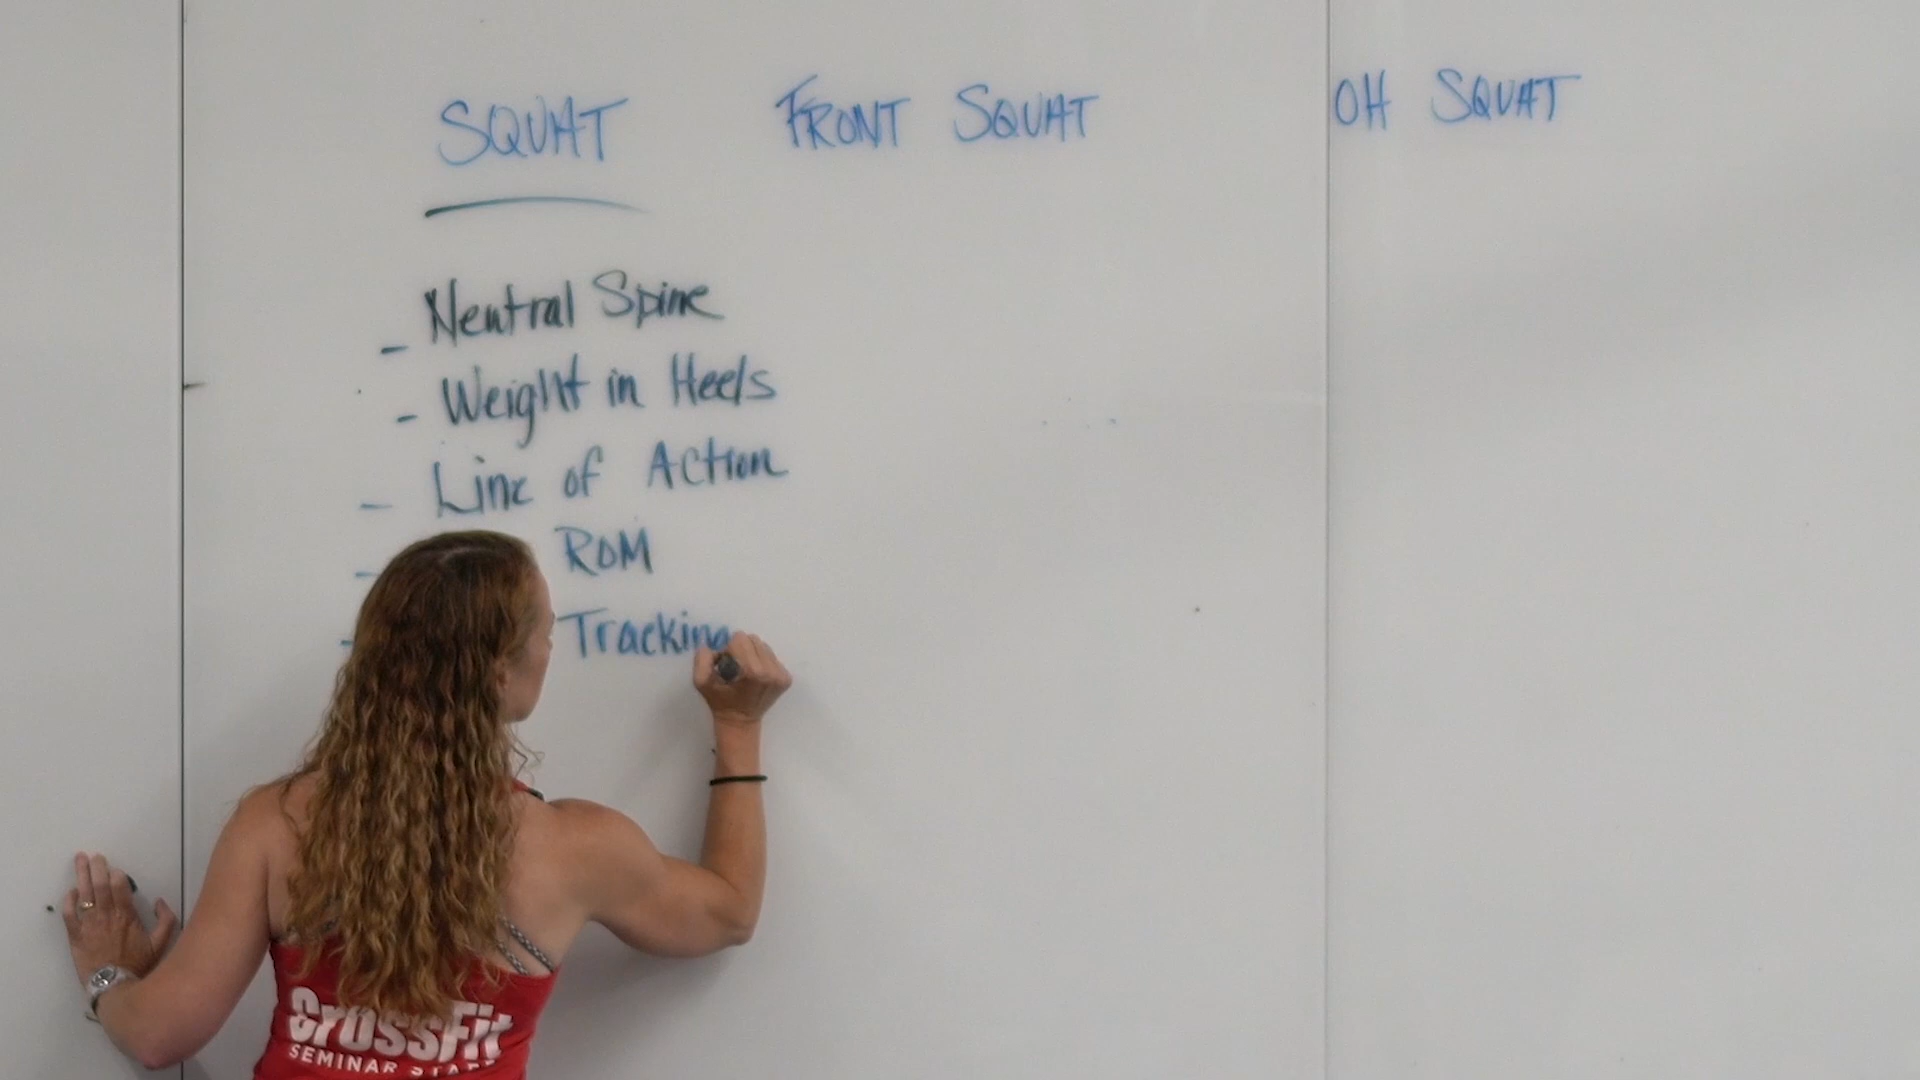 SQUAT FRONT SQUAT OH SQUAT
- Neutral Spine
- Weight in Heels
- Line of Action
- ROM
- Tracking
CrossFit
SEMINAR STAFF